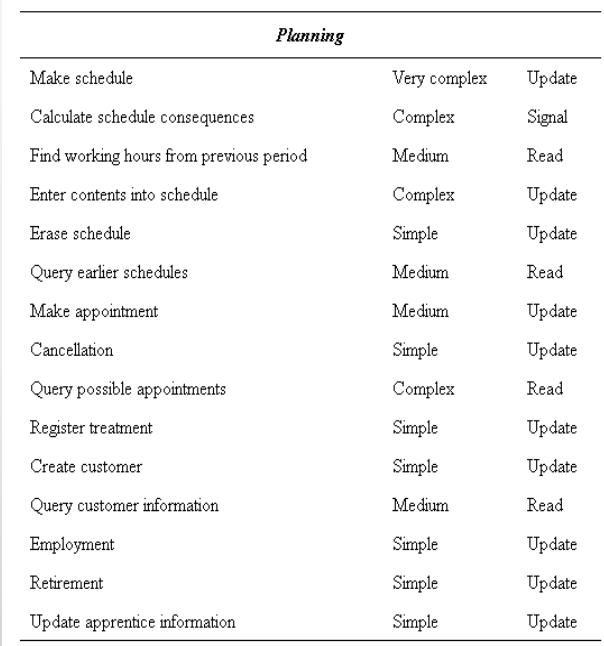 Planning
Make schedule Very complex Update
Calculate schedule consequences Complex Signal
Find working hours from previous period Medium Read
Enter contents into schedule Complex Update
Erase schedule Simple Update
Query earlier schedules Medium Read
Make appointment Medium Update
Cancellation Simple Update
Query possible appointments Complex Read
Register treatment Simple Update
Create customer Simple Update
Query customer information Medium Read
Employment Simple Update
Retirement Simple Update
Update apprentice information Simple Update